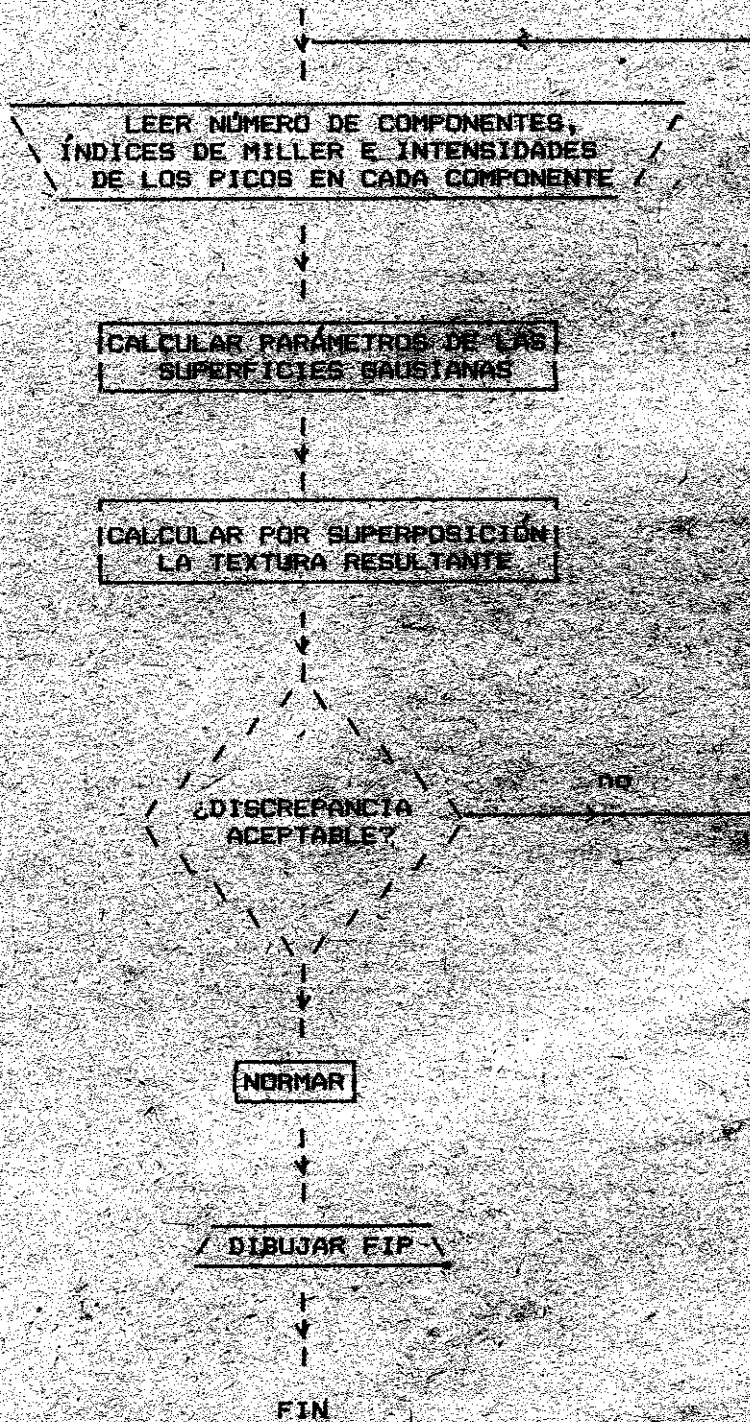 LEER NÚMERO DE COMPONENTES,
ÍNDICES DE MILLER E INTENSIDADES
DE LOS PICOS EN CADA COMPONENTE
CALCULAR PARÁMETROS DE LAS
SUPERFICIES GAUSIANAS
CALCULAR POR SUPERPOSICIÓN
LA TEXTURA RESULTANTE
no
¿DISCREPANCIA
ACEPTABLE?
NORMAR
DIBUJAR FIP
FIN